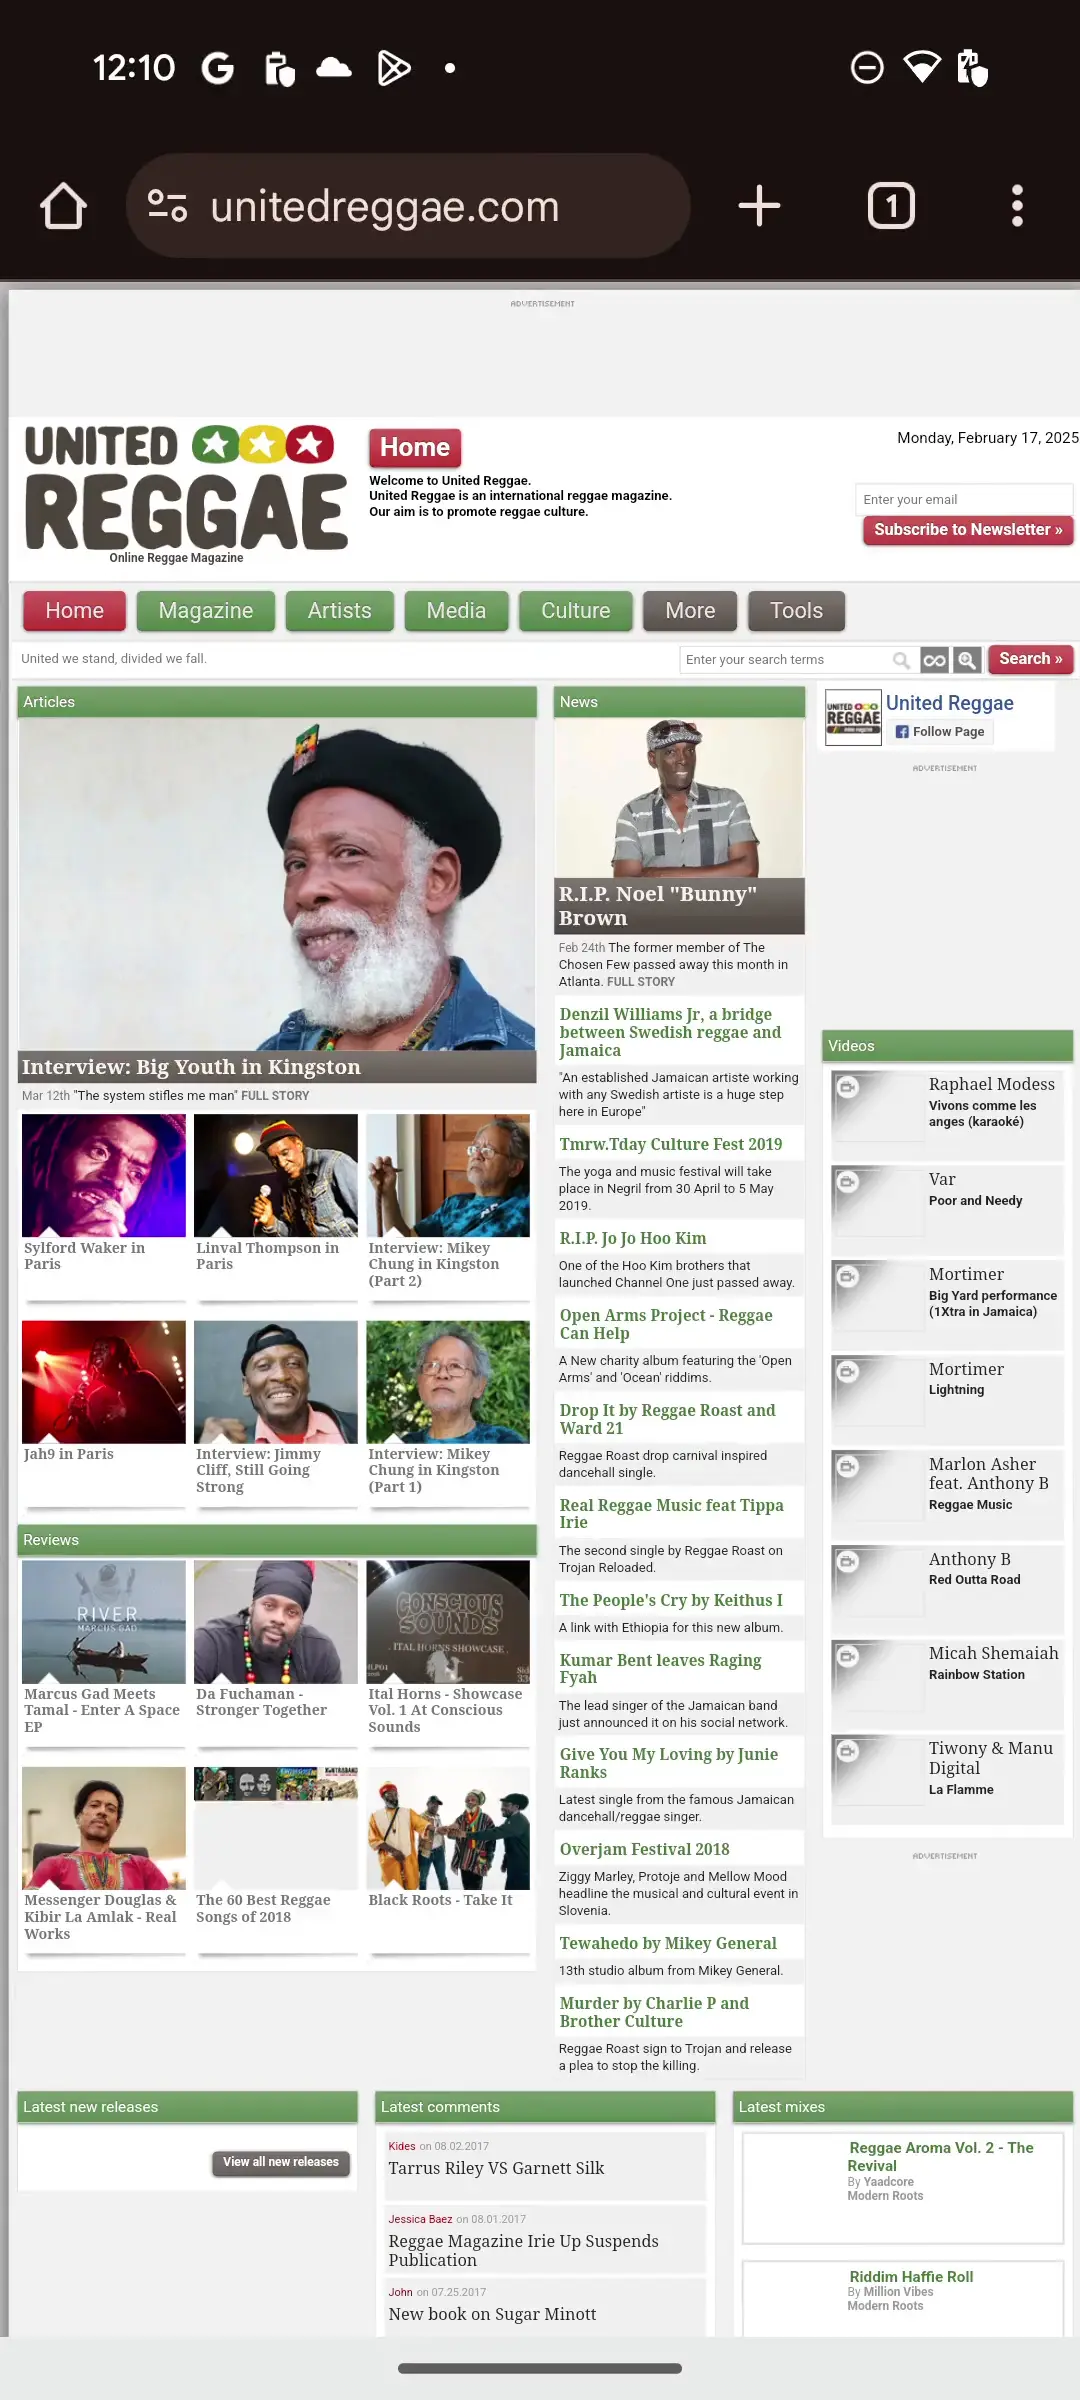 12:10
unitedreggae.com
1
ADVERTISEMENT
UNITED
REGGAE
Online Reggae Magazine
Home
Welcome to United Reggae.
United Reggae is an international reggae magazine.
Our aim is to promote reggae culture.
Monday, February 17, 2025
Enter your email
Subscribe to Newsletter »
Home
Magazine
Artists
Media
Culture
More
Tools
United we stand, divided we fall.
Enter your search terms
Search »
Articles
Interview: Big Youth in Kingston
Mar 12th "The system stifles me man" FULL STORY
Sylford Waker in
Paris
Linval Thompson in
Paris
Interview: Mikey
Chung in Kingston
(Part 2)
Jah9 in Paris
Interview: Jimmy
Cliff, Still Going
Strong
Interview: Mikey
Chung in Kingston
(Part 1)
Reviews
RIVER
MARCUS GAD
CONSCIOUS
SOUNDS
ITAL HORNS SHOWCASE
Marcus Gad Meets
Tamal - Enter A Space
EP
Da Fuchaman -
Stronger Together
Ital Horns - Showcase
Vol. 1 At Conscious
Sounds
Messenger Douglas &
Kibir La Amlak - Real
Works
The 60 Best Reggae
Songs of 2018
Black Roots - Take It
News
R.I.P. Noel "Bunny"
Brown
Feb 24th The former member of The
Chosen Few passed away this month in
Atlanta. FULL STORY
Denzil Williams Jr, a bridge
between Swedish reggae and
Jamaica
"An established Jamaican artiste working
with any Swedish artiste is a huge step
here in Europe"
Tmrw.Tday Culture Fest 2019
The yoga and music festival will take
place in Negril from 30 April to 5 May
2019.
R.I.P. Jo Jo Hoo Kim
One of the Hoo Kim brothers that
launched Channel One just passed away.
Open Arms Project - Reggae
Can Help
A New charity album featuring the 'Open
Arms' and 'Ocean' riddims.
Drop It by Reggae Roast and
Ward 21
Reggae Roast drop carnival inspired
dancehall single.
Real Reggae Music feat Tippa
Irie
The second single by Reggae Roast on
Trojan Reloaded.
The People's Cry by Keithus I
A link with Ethiopia for this new album.
Kumar Bent leaves Raging
Fyah
The lead singer of the Jamaican band
just announced it on his social network.
Give You My Loving by Junie
Ranks
Latest single from the famous Jamaican
dancehall/reggae singer.
Overjam Festival 2018
Ziggy Marley, Protoje and Mellow Mood
headline the musical and cultural event in
Slovenia.
Tewahedo by Mikey General
13th studio album from Mikey General.
Murder by Charlie P and
Brother Culture
Reggae Roast sign to Trojan and release
a plea to stop the killing.
UNITED
REGGAE
United Reggae
Follow Page
ADVERTISEMENT
Videos
Raphael Modess
Vivons comme les
anges (karaoké)
Var
Poor and Needy
Mortimer
Big Yard performance
(1Xtra in Jamaica)
Mortimer
Lightning
Marlon Asher
feat. Anthony B
Reggae Music
Anthony B
Red Outta Road
Micah Shemaiah
Rainbow Station
Tiwony & Manu
Digital
La Flamme
ADVERTISEMENT
Latest new releases
View all new releases
Latest comments
Kides on 08.02.2017
Tarrus Riley VS Garnett Silk
Jessica Baez on 08.01.2017
Reggae Magazine Irie Up Suspends
Publication
John on 07.25.2017
New book on Sugar Minott
Latest mixes
Reggae Aroma Vol. 2 - The
Revival
By Yaadcore
Modern Roots
Riddim Haffie Roll
By Million Vibes
Modern Roots